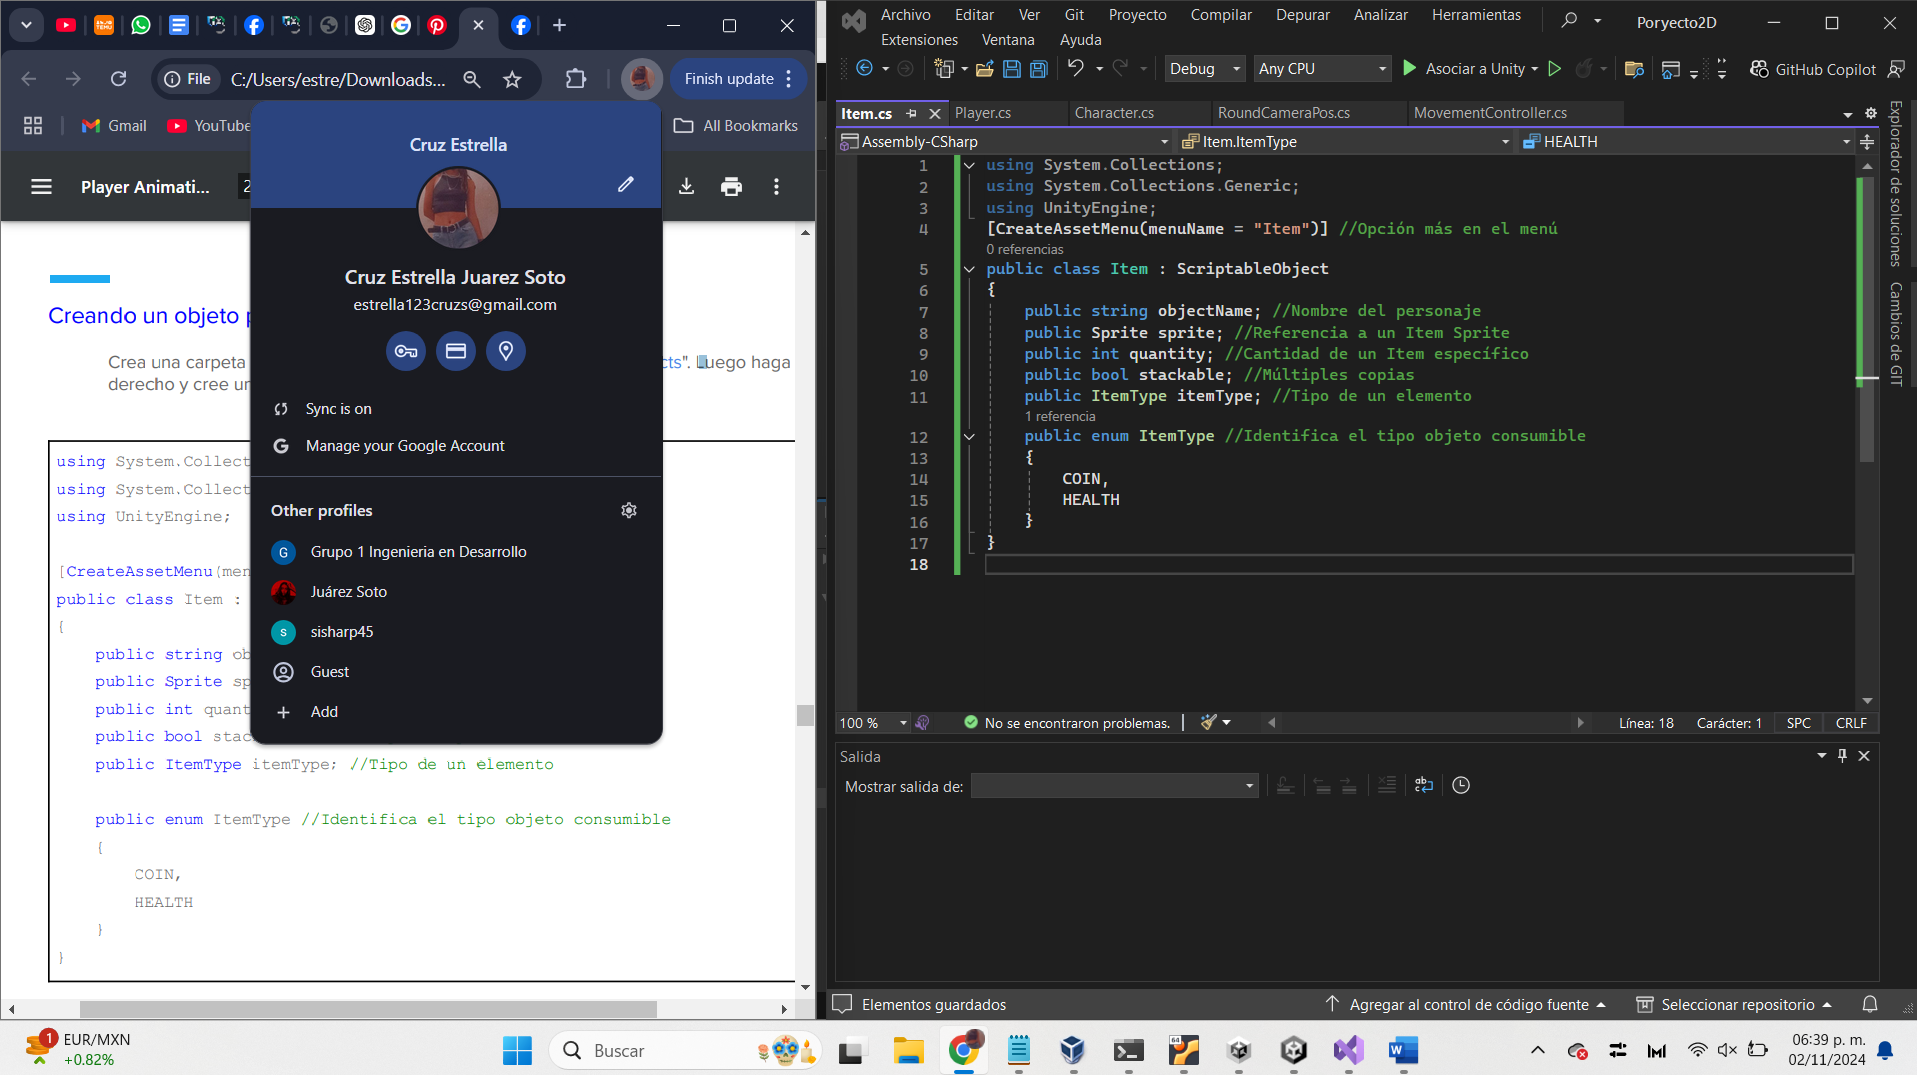 File
C:/Users/estre/Downloads...
Finish update
Gmail
YouTube
All Bookmarks
Player Animati...
2
Creando un objeto p
Crea una carpeta
cts". Luego haga
derecho y cree un
using System.Collect
using System.Collect
using UnityEngine;
[CreateAssetMenu(men
public class Item :
{
public string ob
public Sprite sp
public int quant
public bool stac
public ItemType itemType; //Tipo de un elemento
public enum ItemType //Identifica el tipo objeto consumible
{
COIN,
HEALTH
}
}
Cruz Estrella
Cruz Estrella Juarez Soto
estrella123cruzs@gmail.com
Sync is on
Manage your Google Account
Other profiles
G Grupo 1 Ingenieria en Desarrollo
Juárez Soto
s sisharp45
Guest
Add
Archivo Editar Ver Git Proyecto Compilar Depurar Analizar Herramientas
Extensiones Ventana Ayuda
Poryecto2D
Debug Any CPU Asociar a Unity GitHub Copilot
Item.cs Player.cs Character.cs RoundCameraPos.cs MovementController.cs
Assembly-CSharp Item.ItemType HEALTH
1 using System.Collections;
2 using System.Collections.Generic;
3 using UnityEngine;
4 [CreateAssetMenu(menuName = "Item")] //Opción más en el menú
0 referencias
5 public class Item : ScriptableObject
6 {
7 public string objectName; //Nombre del personaje
8 public Sprite sprite; //Referencia a un Item Sprite
9 public int quantity; //Cantidad de un Item específico
10 public bool stackable; //Múltiples copias
11 public ItemType itemType; //Tipo de un elemento
1 referencia
12 public enum ItemType //Identifica el tipo objeto consumible
13 {
14 COIN,
15 HEALTH
16 }
17 }
18
Explorador de soluciones
Cambios de GIT
100 % No se encontraron problemas. Línea: 18 Carácter: 1 SPC CRLF
Salida
Mostrar salida de:
Elementos guardados Agregar al control de código fuente Seleccionar repositorio
1 EUR/MXN
+0.82%
Buscar
64
06:39 p. m.
02/11/2024